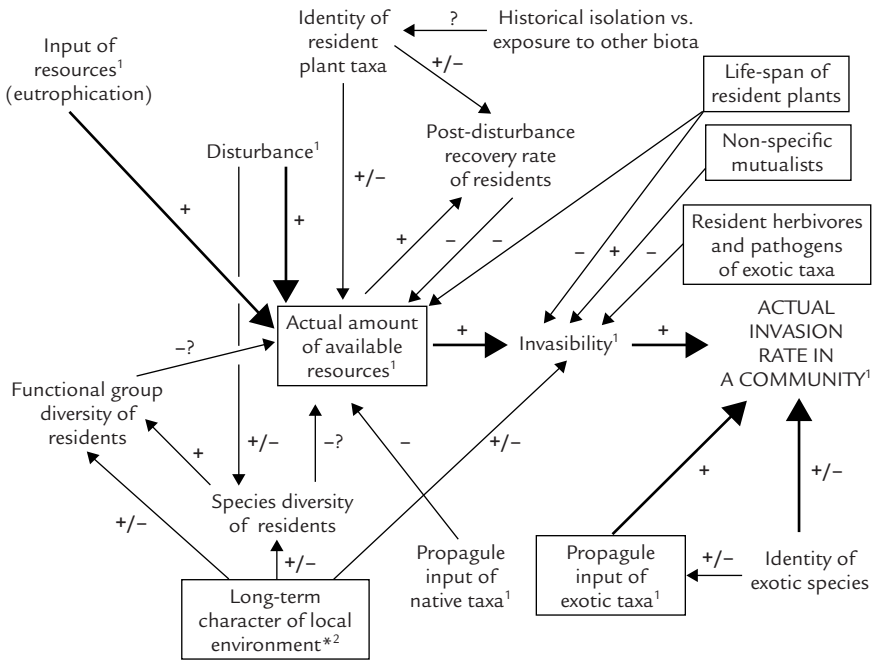 Identity of
resident
plant taxa
?
Historical isolation vs.
exposure to other biota
Input of
resources¹
(eutrophication)
+/–
Life-span of
resident plants
Post-disturbance
recovery rate
of residents
Non-specific
mutualists
Disturbance¹
+/–
+
+
Resident herbivores
and pathogens
of exotic taxa
+
–
–
–
+
–
ACTUAL
INVASION
RATE IN
A COMMUNITY¹
Actual amount
of available
resources¹
+
Invasibility¹
+
–?
Functional group
diversity of
residents
+
+/–
–?
–
+/–
+
+/–
Species diversity
of residents
+/–
+/–
Propagule
input of
native taxa¹
Propagule
input of
exotic taxa¹
+/–
Identity of
exotic species
Long-term
character of local
environment*²